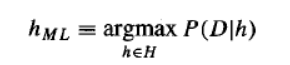 h_ML ≡ argmax P(D|h)
h∈H